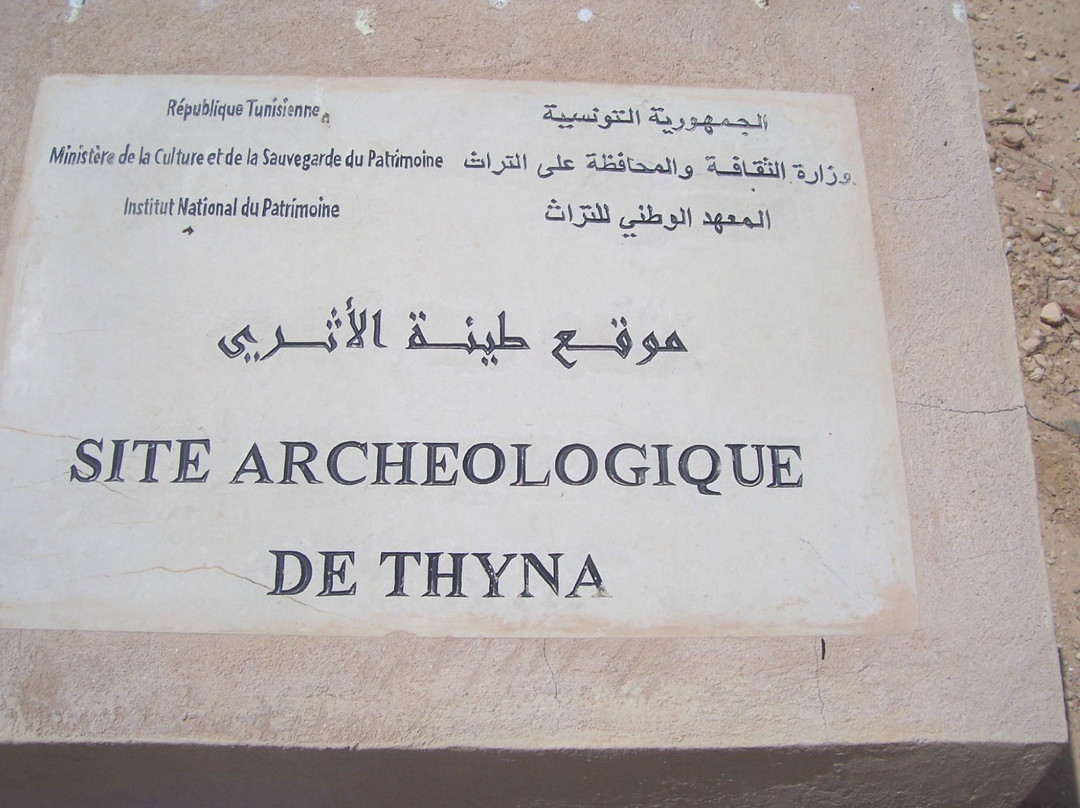 République Tunisienne
الجمهورية التونسية
Ministère de la Culture et de la Sauvegarde du Patrimoine
وزارة الثقافة والمحافظة على التراث
Institut National du Patrimoine
المعهد الوطني للتراث
موقع طينة الأثري
SITE ARCHEOLOGIQUE
DE THYNA